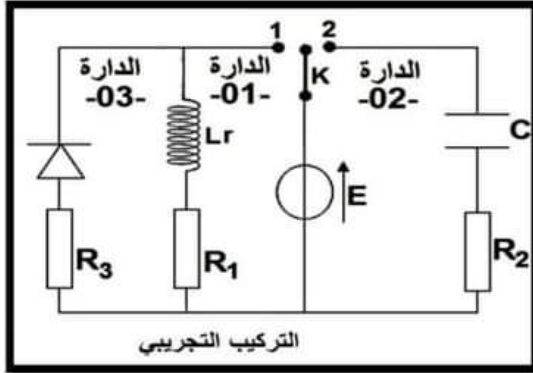 1 2
الدارة الدارة الدارة
-03- -01- K -02-
Lr C
E
R3 R1 R2
التركيب التجريبي